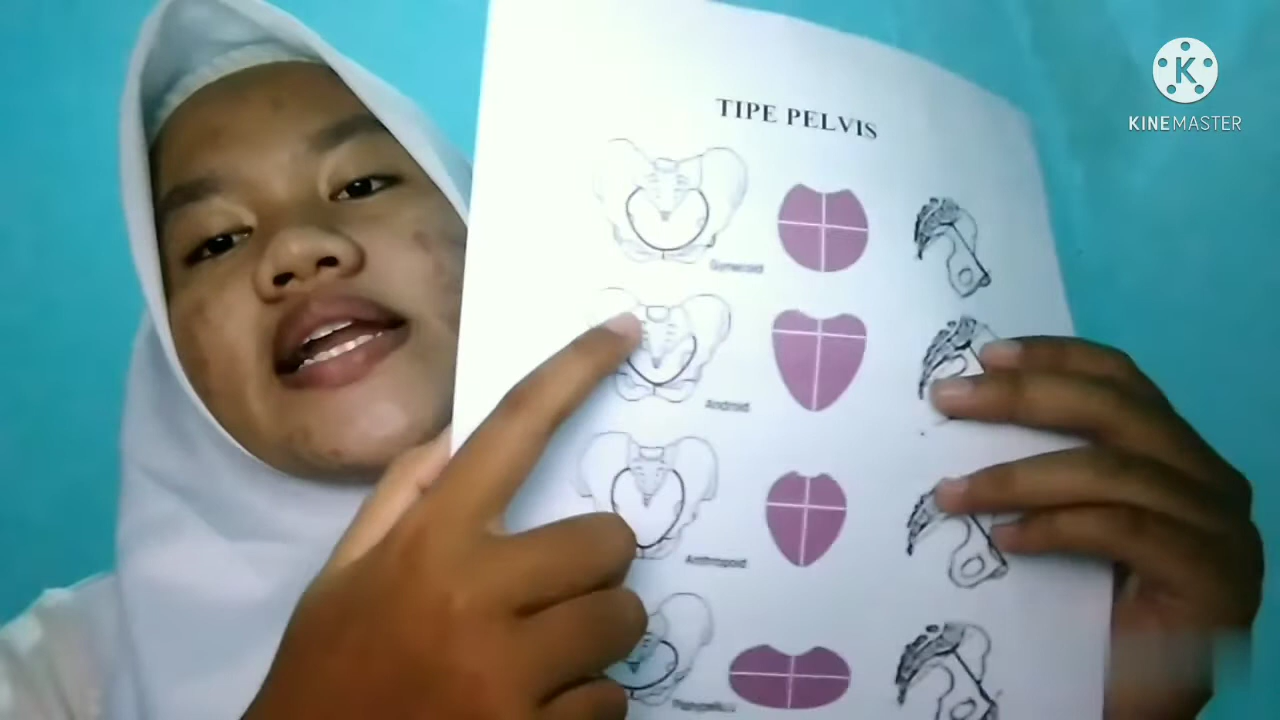 K
KINEMASTER
TIPE PELVIS
Gynecoid
Android
Anthropoid